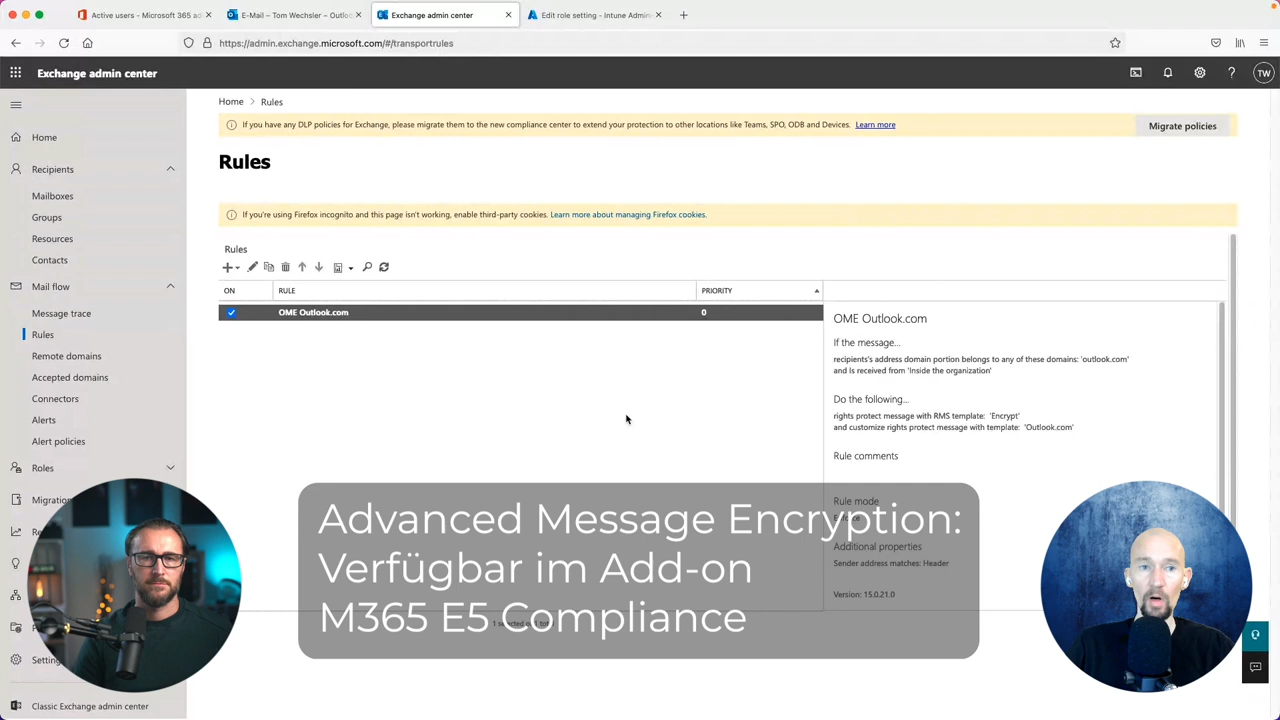 Active users - Microsoft 365 ad
E-Mail – Tom Wechsler – Outloo
Exchange admin center
Edit role setting - Intune Admin
https://admin.exchange.microsoft.com/#/transportrules
Exchange admin center
TW
Home
Recipients
Mailboxes
Groups
Resources
Contacts
Mail flow
Message trace
Rules
Remote domains
Accepted domains
Connectors
Alerts
Alert policies
Roles
Migration
Classic Exchange admin center
Home > Rules
If you have any DLP policies for Exchange, please migrate them to the new compliance center to extend your protection to other locations like Teams, SPO, ODB and Devices. Learn more
Migrate policies
Rules
If you're using Firefox incognito and this page isn't working, enable third-party cookies. Learn more about managing Firefox cookies.
Rules
ON RULE PRIORITY
OME Outlook.com 0
OME Outlook.com
If the message...
recipients's address domain portion belongs to any of these domains: 'outlook.com'
and Is received from 'Inside the organization'
Do the following...
rights protect message with RMS template: 'Encrypt'
and customize rights protect message with template: 'Outlook.com'
Rule comments
Rule mode
Additional properties
Sender address matches: Header
Version: 15.0.21.0
Advanced Message Encryption:
Verfügbar im Add-on
M365 E5 Compliance